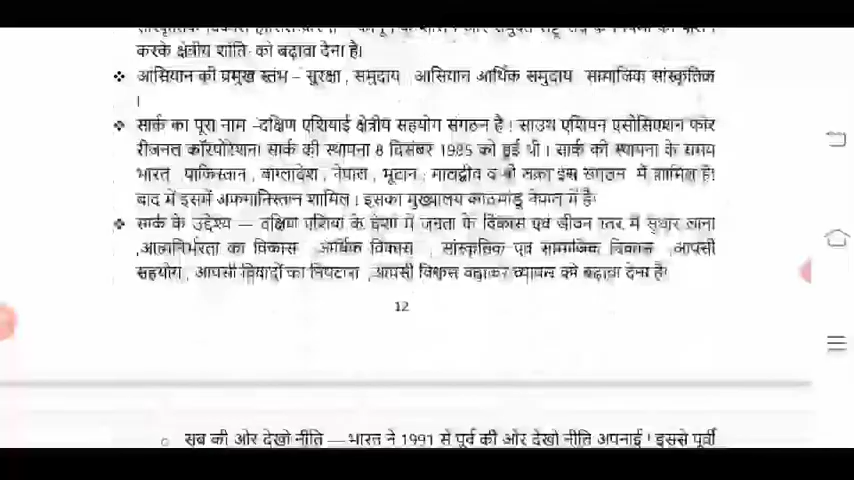 करके क्षेत्रीय शांति को बढ़ावा देना है।
❖ आसियान की प्रमुख स्तंभ – सुरक्षा , समुदाय आसियान आर्थिक समुदाय सामाजिक सांस्कृतिक
।
❖ सार्क का पूरा नाम –दक्षिण एशियाई क्षेत्रीय सहयोग संगठन है ! साउथ एशियन एसोसिएशन फॉर
रीजनल कॉरपोरेशन। सार्क की स्थापना 8 दिसंबर 1985 को हुई थी । सार्क की स्थापना के समय
भारत पाकिस्तान , बांग्लादेश , नेपाल , भूटान , मालद्वीव व श्री लंका इस संगठन में शामिल है।
बाद में इसमें अफगानिस्तान शामिल । इसका मुख्यालय काठमांडू नेपाल में है।
❖ सार्क के उद्देश्य — दक्षिण एशिया के देशों में जनता के विकास एवं जीवन स्तर में सुधार लाना
,आत्मनिर्भरता का विकास आर्थिक विकास , सांस्कृतिक एवं सामाजिक विकास ,आपसी
सहयोग , आपसी विवादों का निपटारा ,आपसी विश्वास बढ़ाकर व्यापार को बढ़ावा देना है।
12
○ सब की ओर देखो नीति —भारत ने 1991 से पूर्व की ओर देखो नीति अपनाई ! इससे पूर्वी